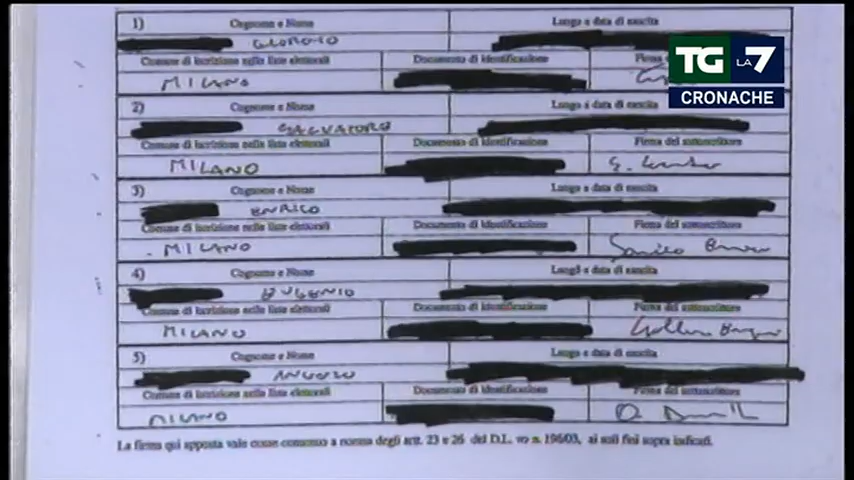 1) Cognome e Nome Luogo e data di nascita
GIORGIO
Comune di iscrizione nelle liste elettorali Documento di identificazione Firma
MILANO
TG LA 7
CRONACHE
2) Cognome e Nome Luogo e data di nascita
SALVATORE
Comune di iscrizione nelle liste elettorali Documento di identificazione Firma del sottoscrittore
MILANO
3) Cognome e Nome Luogo e data di nascita
ENRICO
Comune di iscrizione nelle liste elettorali Documento di identificazione Firma del sottoscrittore
MILANO
4) Cognome e Nome Luogo e data di nascita
EUGENIO
Comune di iscrizione nelle liste elettorali Documento di identificazione Firma del sottoscrittore
MILANO
5) Cognome e Nome Luogo e data di nascita
ANGELO
Comune di iscrizione nelle liste elettorali Documento di identificazione Firma del sottoscrittore
MILANO
La firma qui apposta vale come consenso a norma degli artt. 23 e 26 del D.L. vo n. 196/03, ai soli fini sopra indicati.